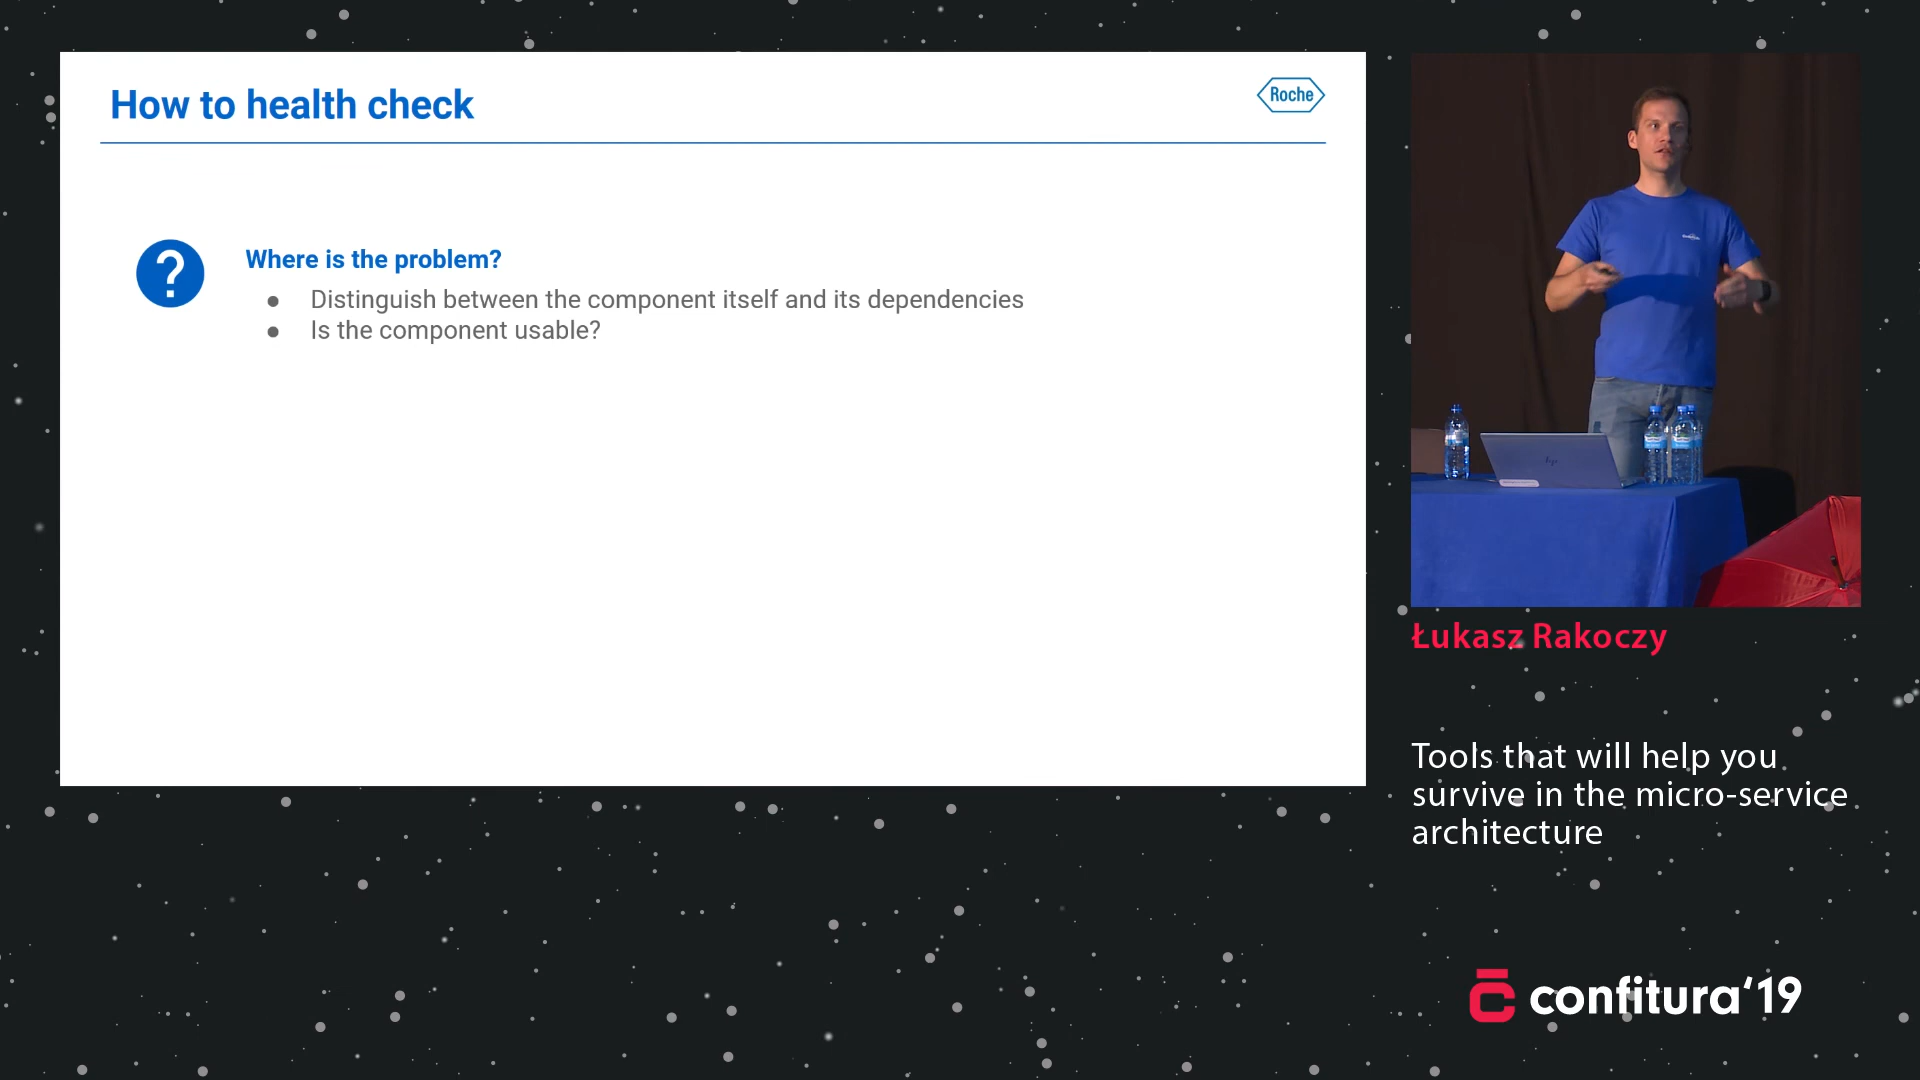 How to health check
Roche
?
Where is the problem?
● Distinguish between the component itself and its dependencies
● Is the component usable?
Łukasz Rakoczy
Tools that will help you
survive in the micro-service
architecture
confitura‘19